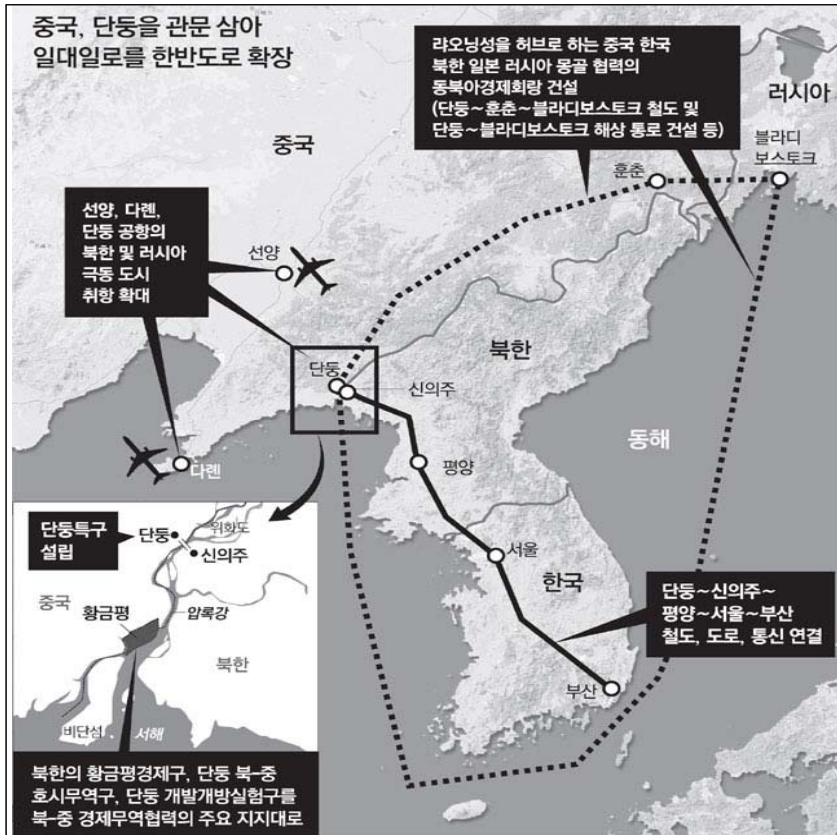 중국, 단둥을 관문 삼아
일대일로를 한반도로 확장
랴오닝성을 허브로 하는 중국 한국
북한 일본 러시아 몽골 협력의
동북아경제회랑 건설
(단둥~훈춘~블라디보스토크 철도 및
단둥~블라디보스토크 해상 통로 건설 등)
러시아
중국
블라디
보스토크
훈춘
선양, 다롄,
단둥 공항의
북한 및 러시아
극동 도시
취항 확대
선양
북한
단둥
신의주
동해
평양
다롄
단둥특구
설립
위화도
단둥
신의주
서울
한국
중국
압록강
황금평
북한
단둥~신의주~
평양~서울~부산
철도, 도로, 통신 연결
부산
비단섬
서해
북한의 황금평경제구, 단둥 북-중
호시무역구, 단둥 개발개방실험구를
북-중 경제무역협력의 주요 지지대로